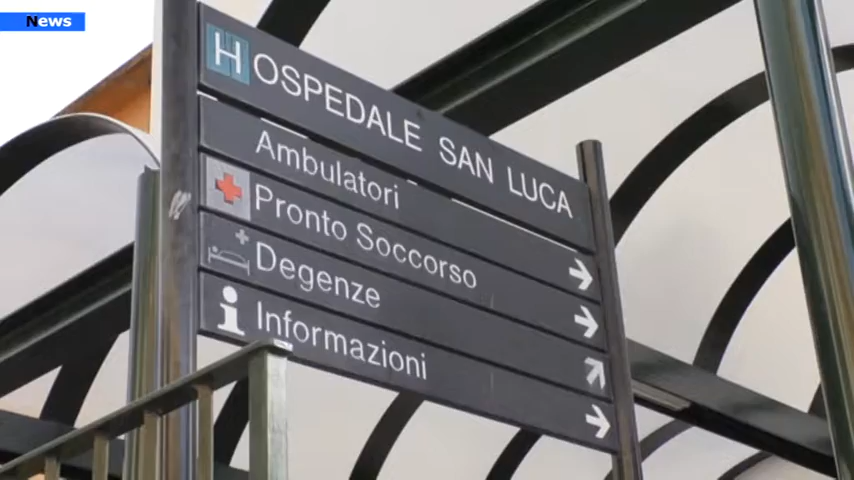 News
H OSPEDALE SAN LUCA
Ambulatori
Pronto Soccorso
Degenze
Informazioni